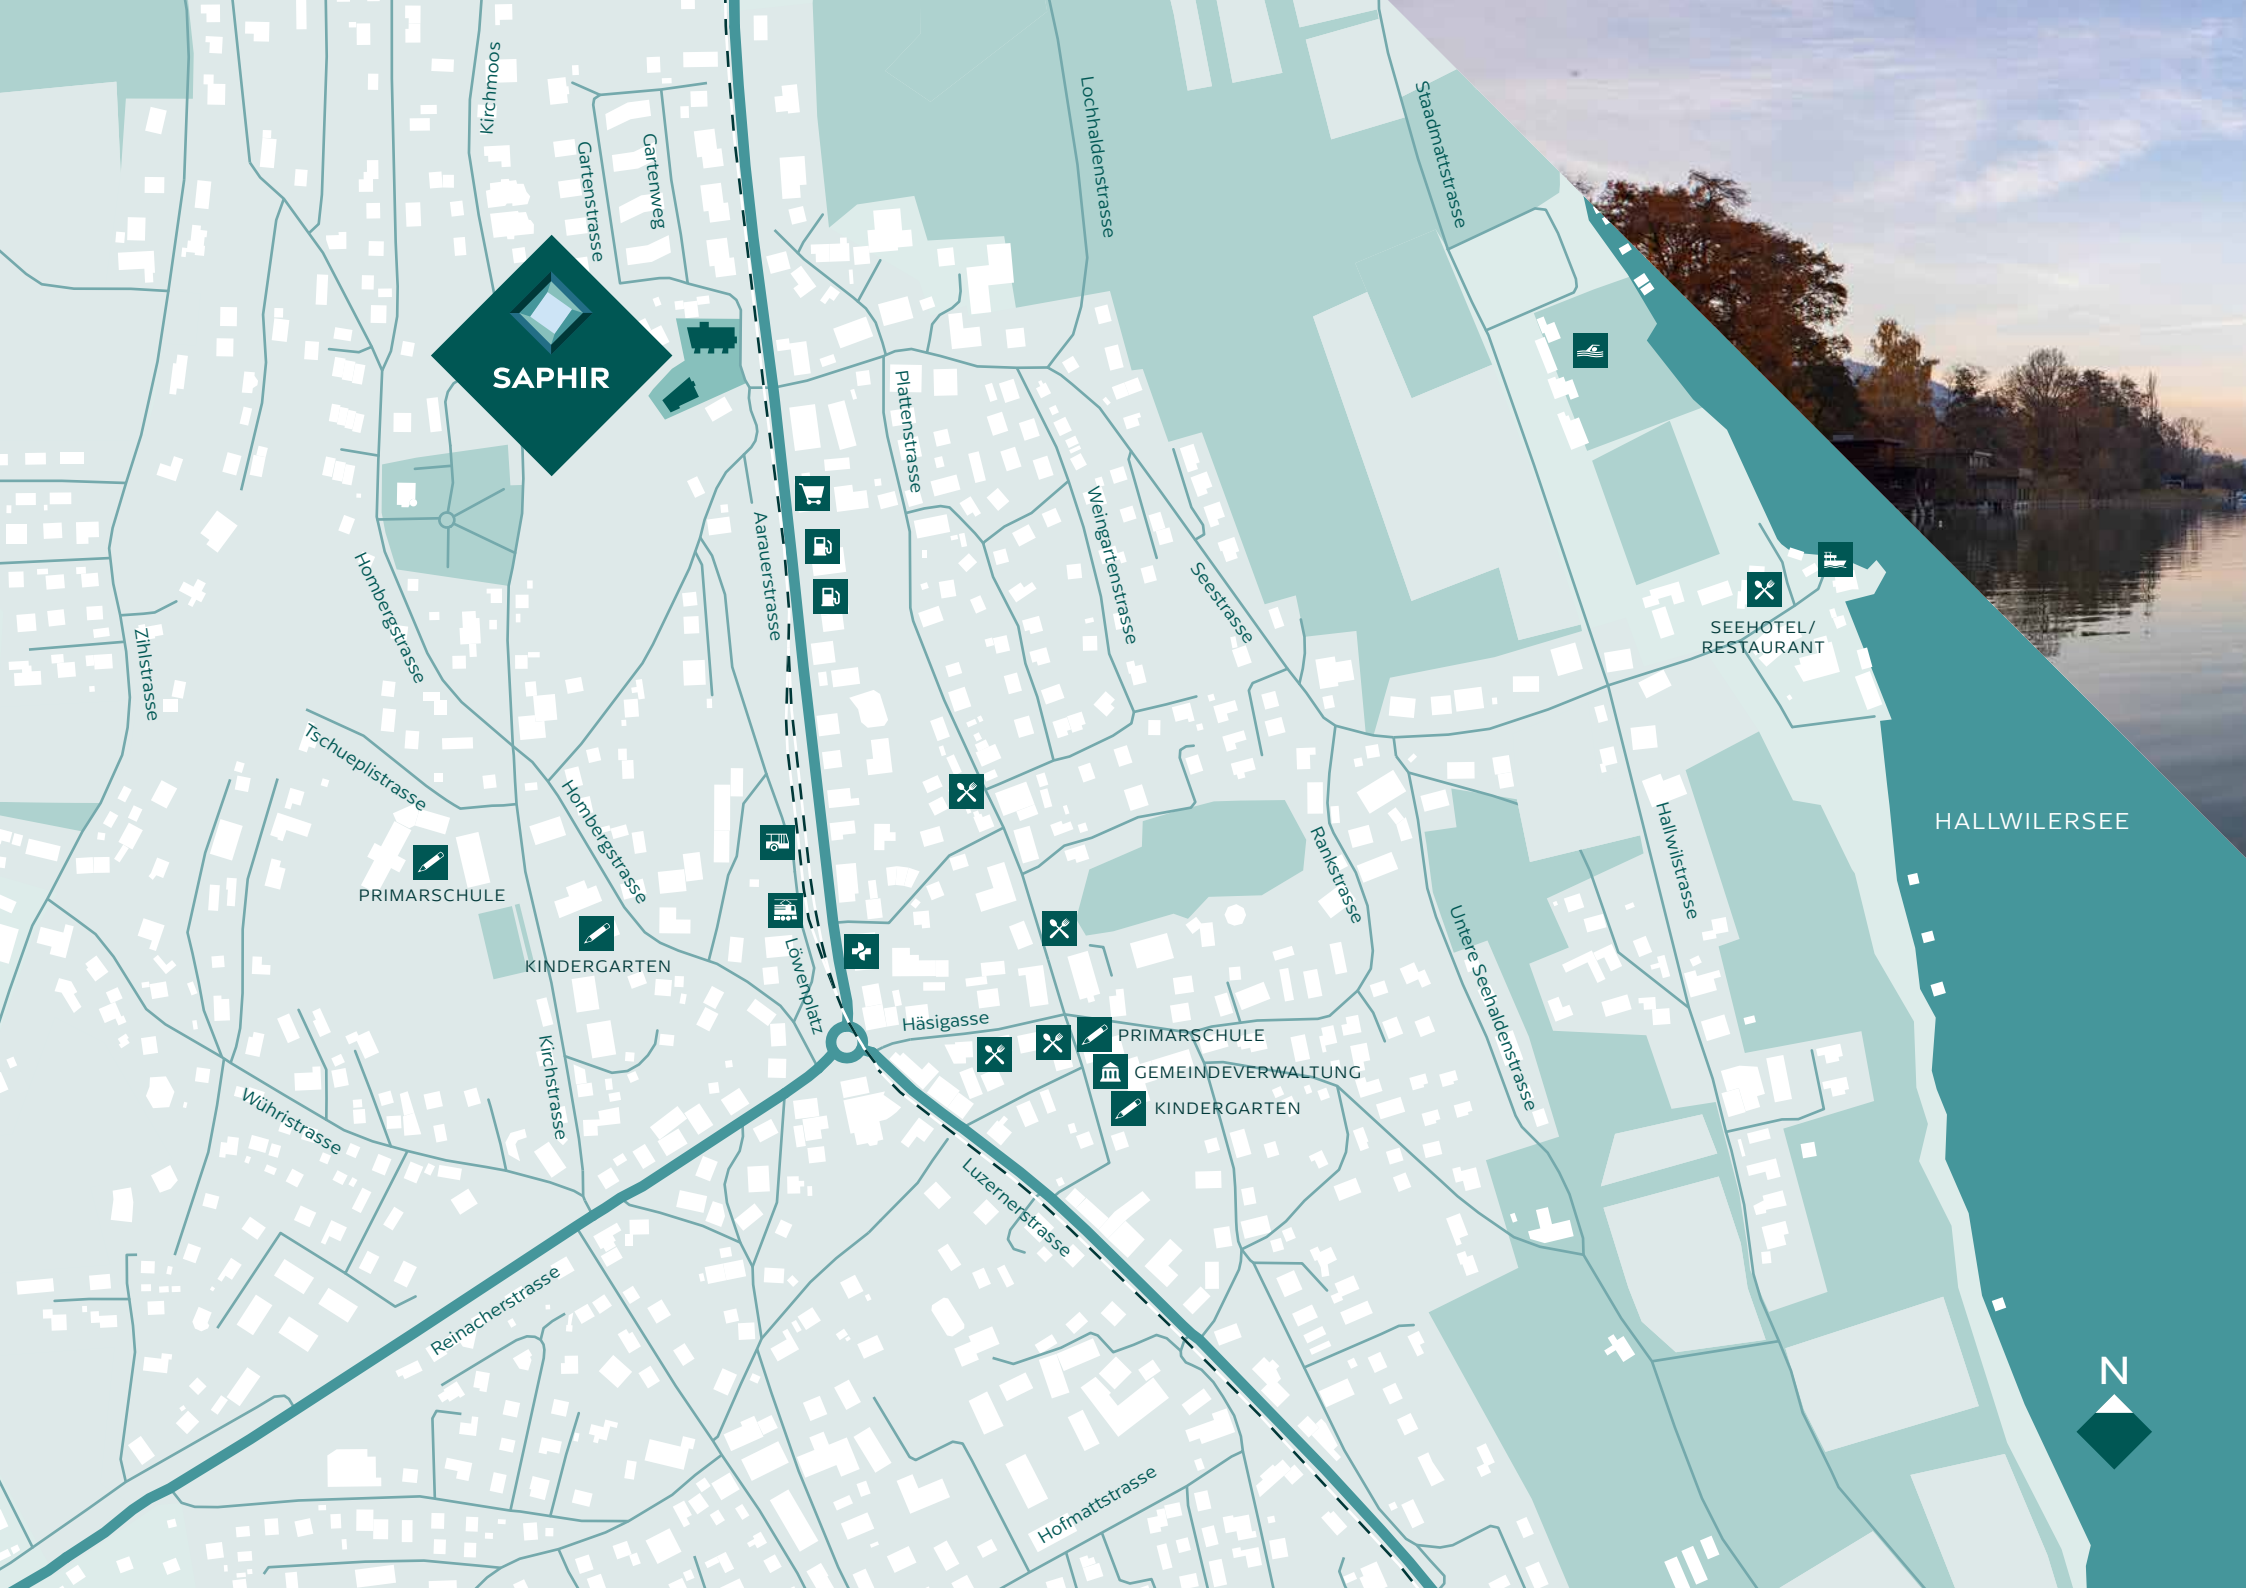 Kirchmoos
Gartenstrasse
Gartenweg
Lochhaldenstrasse
Staadmattstrasse
SAPHIR
Plattenstrasse
Aarauerstrasse
Weingartenstrasse
Seestrasse
Hombergstrasse
Zihlstrasse
SEEHOTEL/
RESTAURANT
Tschueplistrasse
Hombergstrasse
HALLWILERSEE
Hallwilstrasse
Rankstrasse
PRIMARSCHULE
KINDERGARTEN
Löwenplatz
Untere Seehaldenstrasse
Häsigasse
PRIMARSCHULE
GEMEINDEVERWALTUNG
KINDERGARTEN
Kirchstrasse
Wühristrasse
Luzernerstrasse
Reinacherstrasse
N
Hofmattstrasse